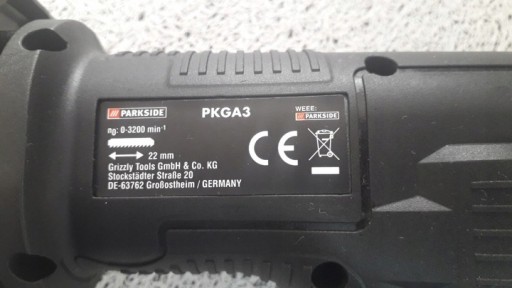 PARKSIDE
PKGA3
WEEE:
PARKSIDE
ng: 0-3200 min-1
22 mm
Grizzly Tools GmbH & Co. KG
Stockstädter Straße 20
DE-63762 Großostheim / GERMANY
CE